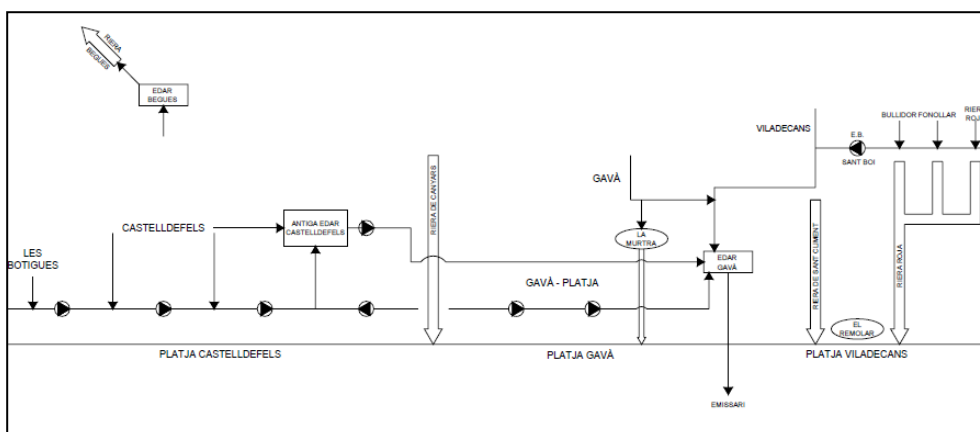 RIERA
BEGUES
EDAR
BEGUES
BULLIDOR FONOLLAR
RIER
ROJ
VILADECANS
E.B.
SANT BOI
GAVÀ
RIERA DE CANYARS
CASTELLDEFELS
ANTIGA EDAR
CASTELLDEFELS
LA
MURTRA
EDAR
GAVÀ
RIERA DE SANT CLIMENT
RIERA ROJA
LES
BOTIGUES
GAVÀ - PLATJA
EL
REMOLAR
PLATJA CASTELLDEFELS
PLATJA GAVÀ
PLATJA VILADECANS
EMISSARI